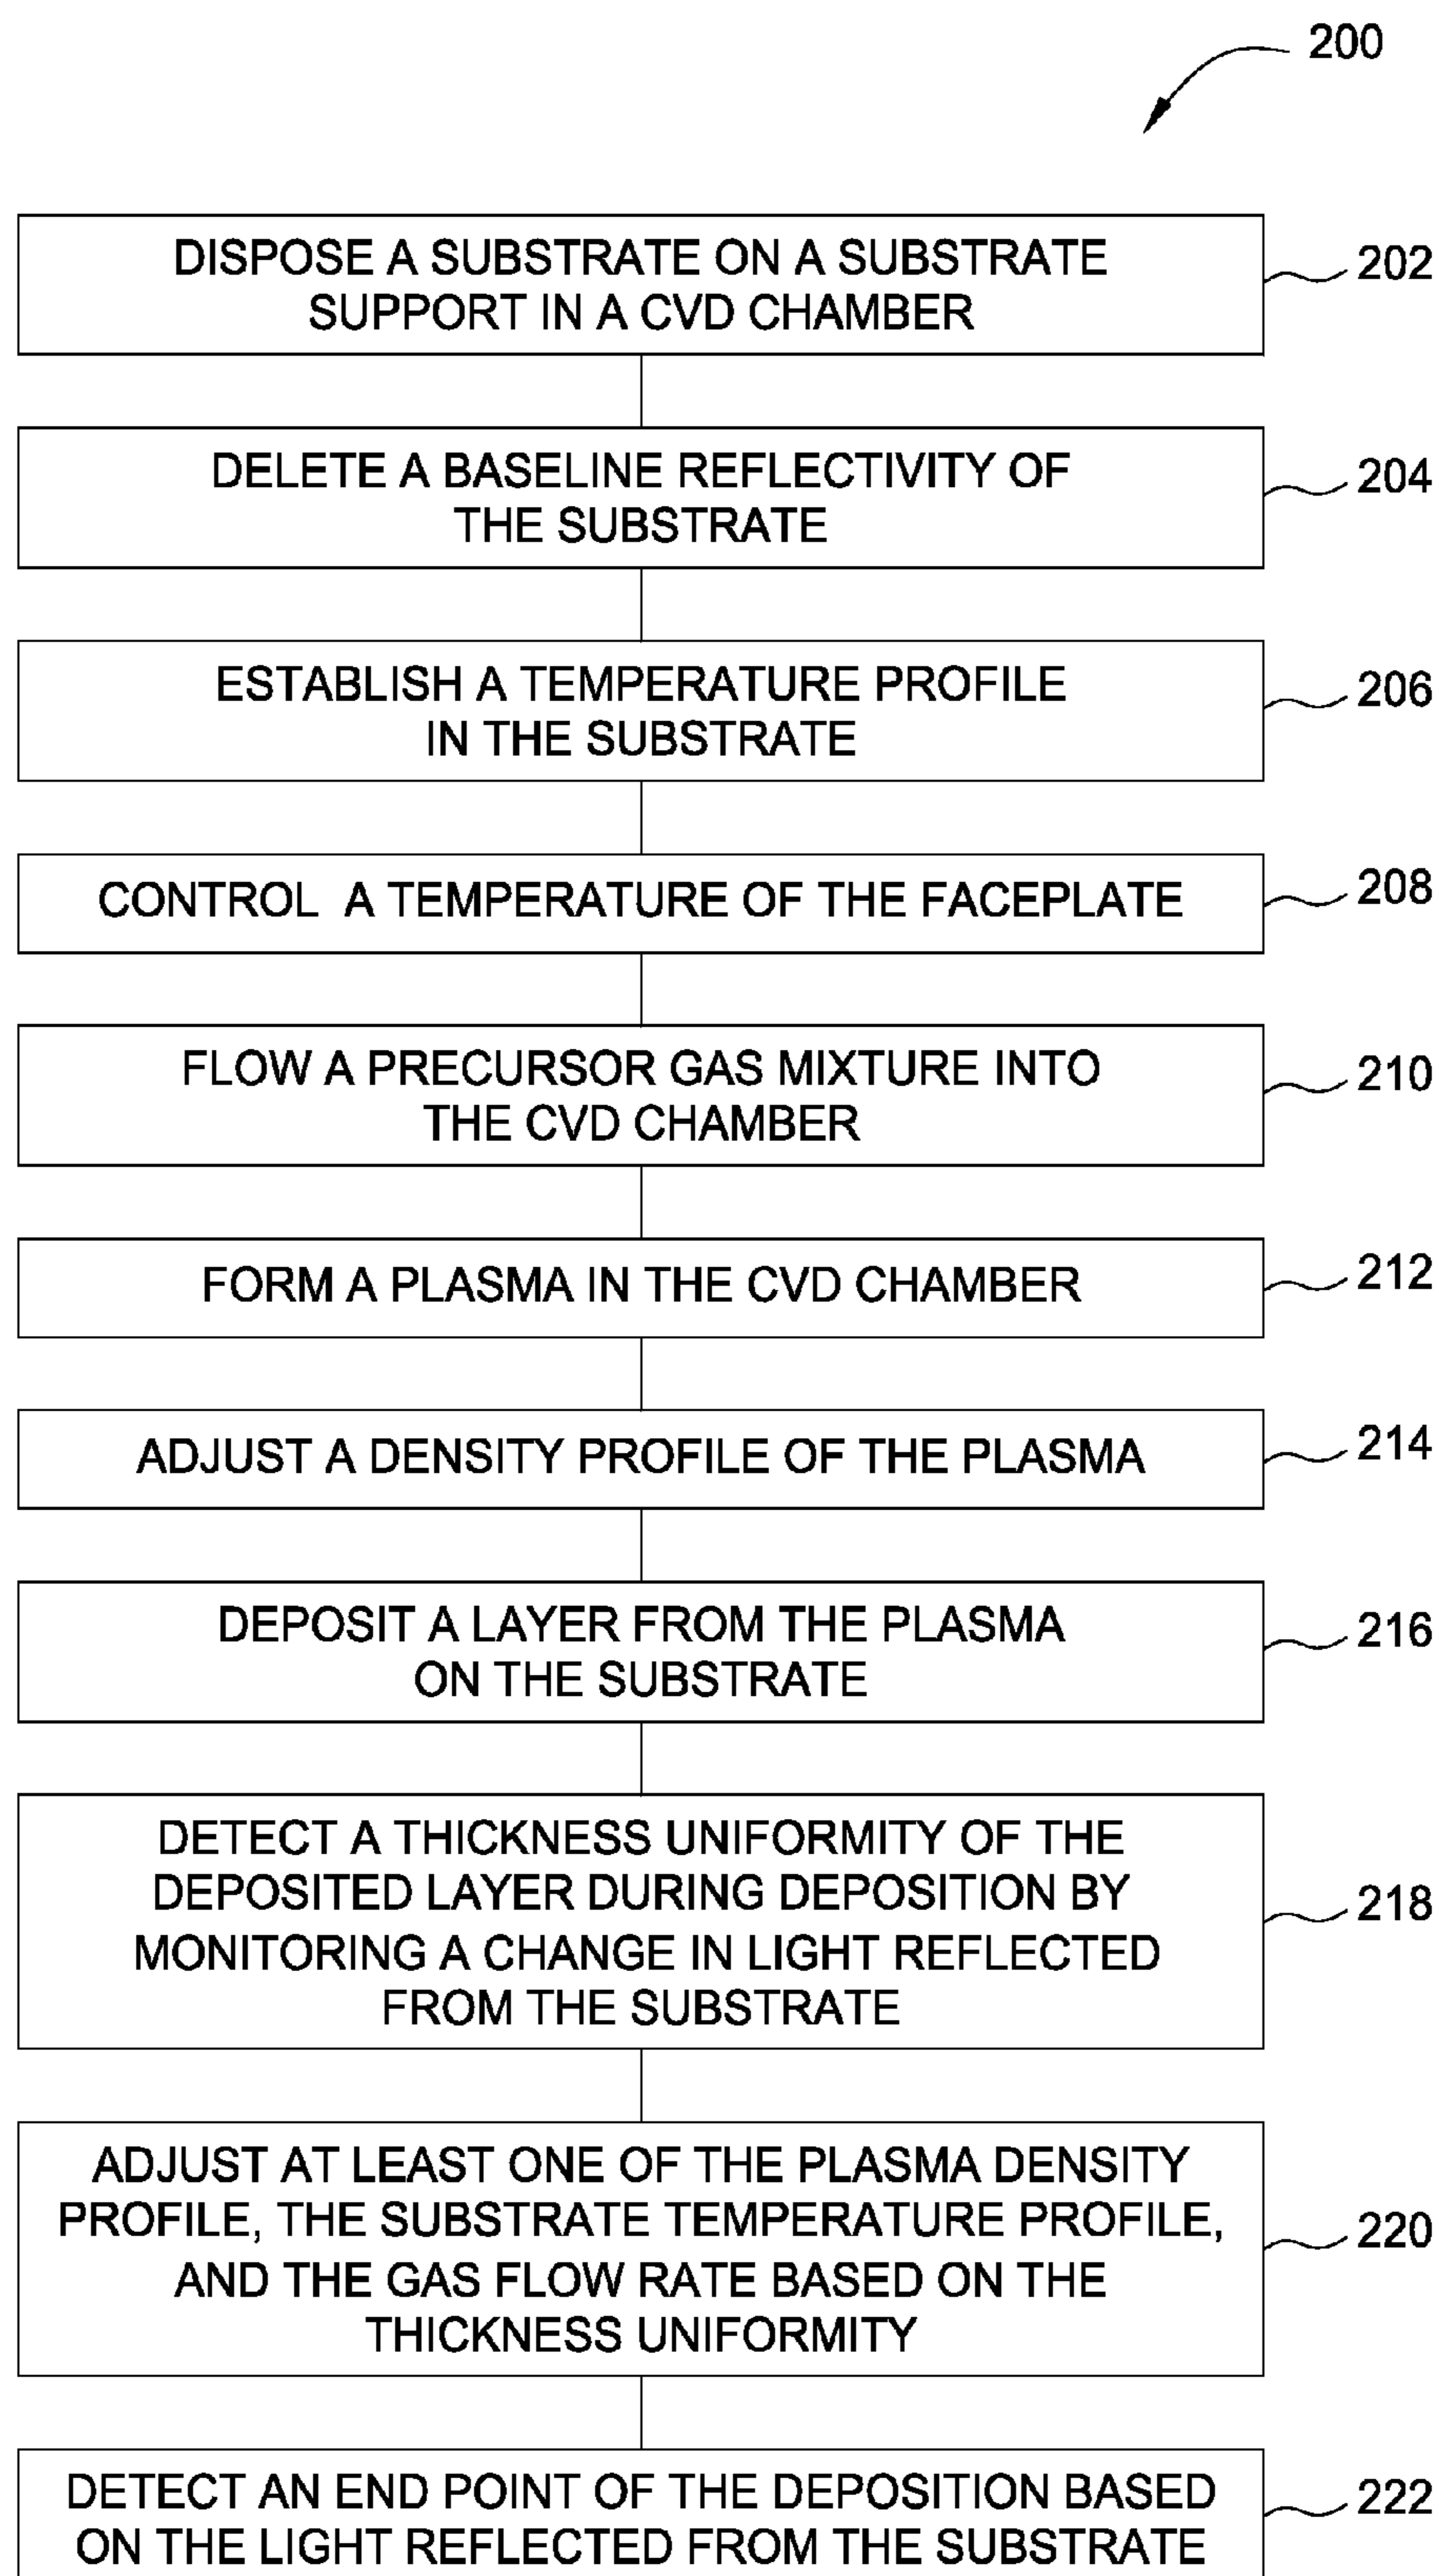 200
DISPOSE A SUBSTRATE ON A SUBSTRATE
SUPPORT IN A CVD CHAMBER
202
DELETE A BASELINE REFLECTIVITY OF
THE SUBSTRATE
204
ESTABLISH A TEMPERATURE PROFILE
IN THE SUBSTRATE
206
CONTROL A TEMPERATURE OF THE FACEPLATE
208
FLOW A PRECURSOR GAS MIXTURE INTO
THE CVD CHAMBER
210
FORM A PLASMA IN THE CVD CHAMBER
212
ADJUST A DENSITY PROFILE OF THE PLASMA
214
DEPOSIT A LAYER FROM THE PLASMA
ON THE SUBSTRATE
216
DETECT A THICKNESS UNIFORMITY OF THE
DEPOSITED LAYER DURING DEPOSITION BY
MONITORING A CHANGE IN LIGHT REFLECTED
FROM THE SUBSTRATE
218
ADJUST AT LEAST ONE OF THE PLASMA DENSITY
PROFILE, THE SUBSTRATE TEMPERATURE PROFILE,
AND THE GAS FLOW RATE BASED ON THE
THICKNESS UNIFORMITY
220
DETECT AN END POINT OF THE DEPOSITION BASED
ON THE LIGHT REFLECTED FROM THE SUBSTRATE
222